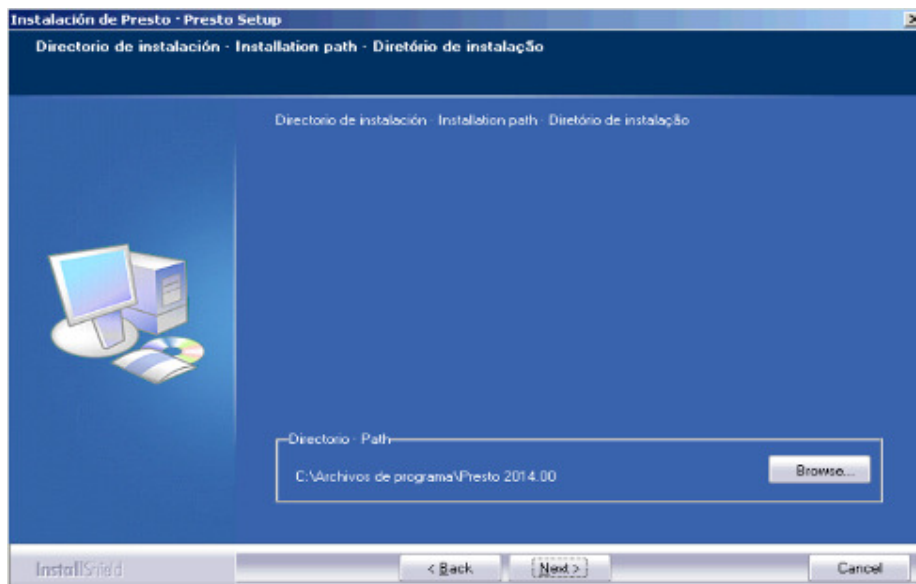 Instalación de Presto - Presto Setup
Directorio de instalación - Installation path - Diretório de instalação
Directorio de instalación - Installation path - Diretório de instalação
Directorio - Path
C:\Archivos de programa\Presto 2014.00
Browse...
InstallShield
< Back
Next >
Cancel